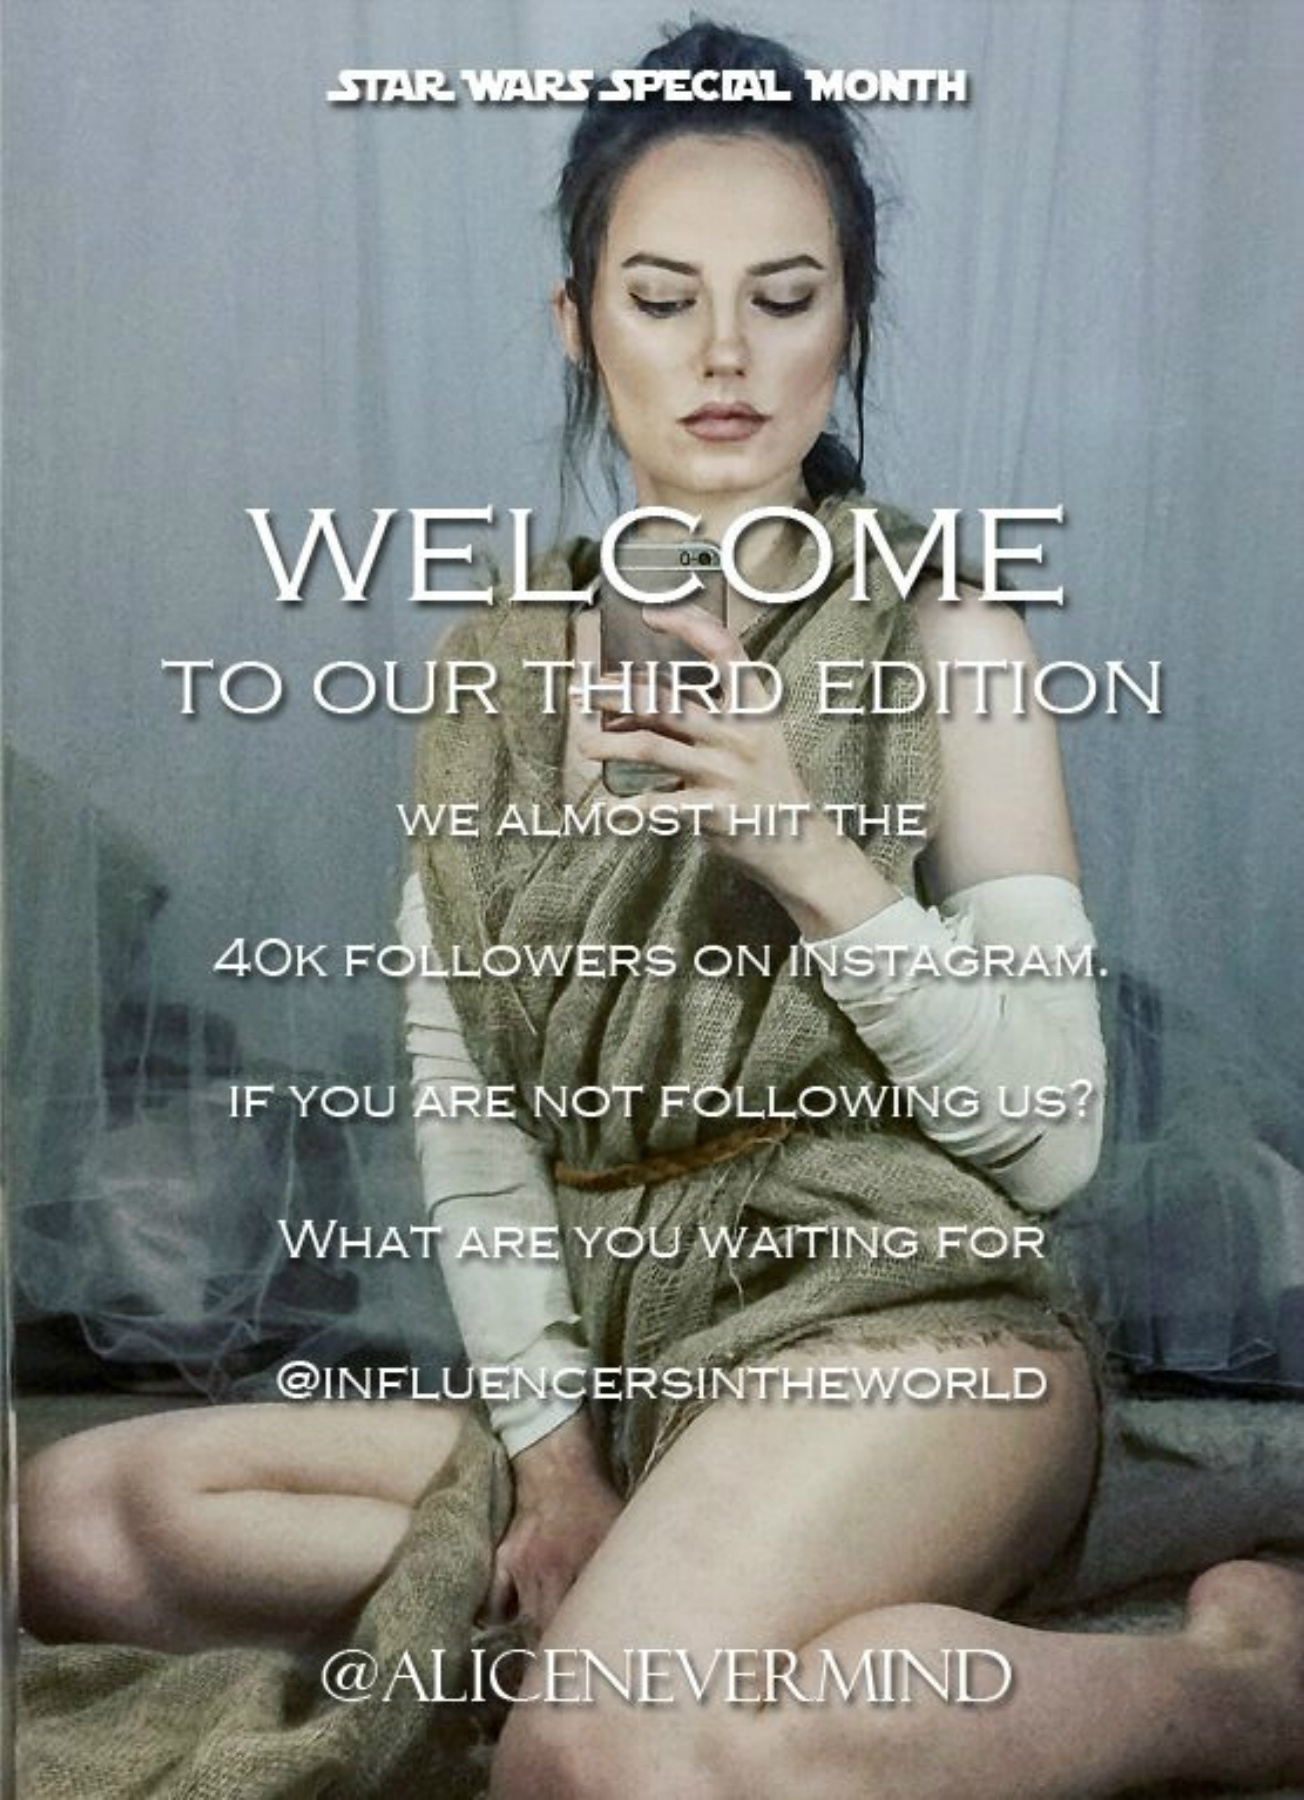 STAR WARS SPECIAL MONTH
WELCOME
TO OUR THIRD EDITION
WE ALMOST HIT THE
40K FOLLOWERS ON INSTAGRAM.
IF YOU ARE NOT FOLLOWING US?
WHAT ARE YOU WAITING FOR
@INFLUENCERSINTHEWORLD
@ALICENEVERMIND